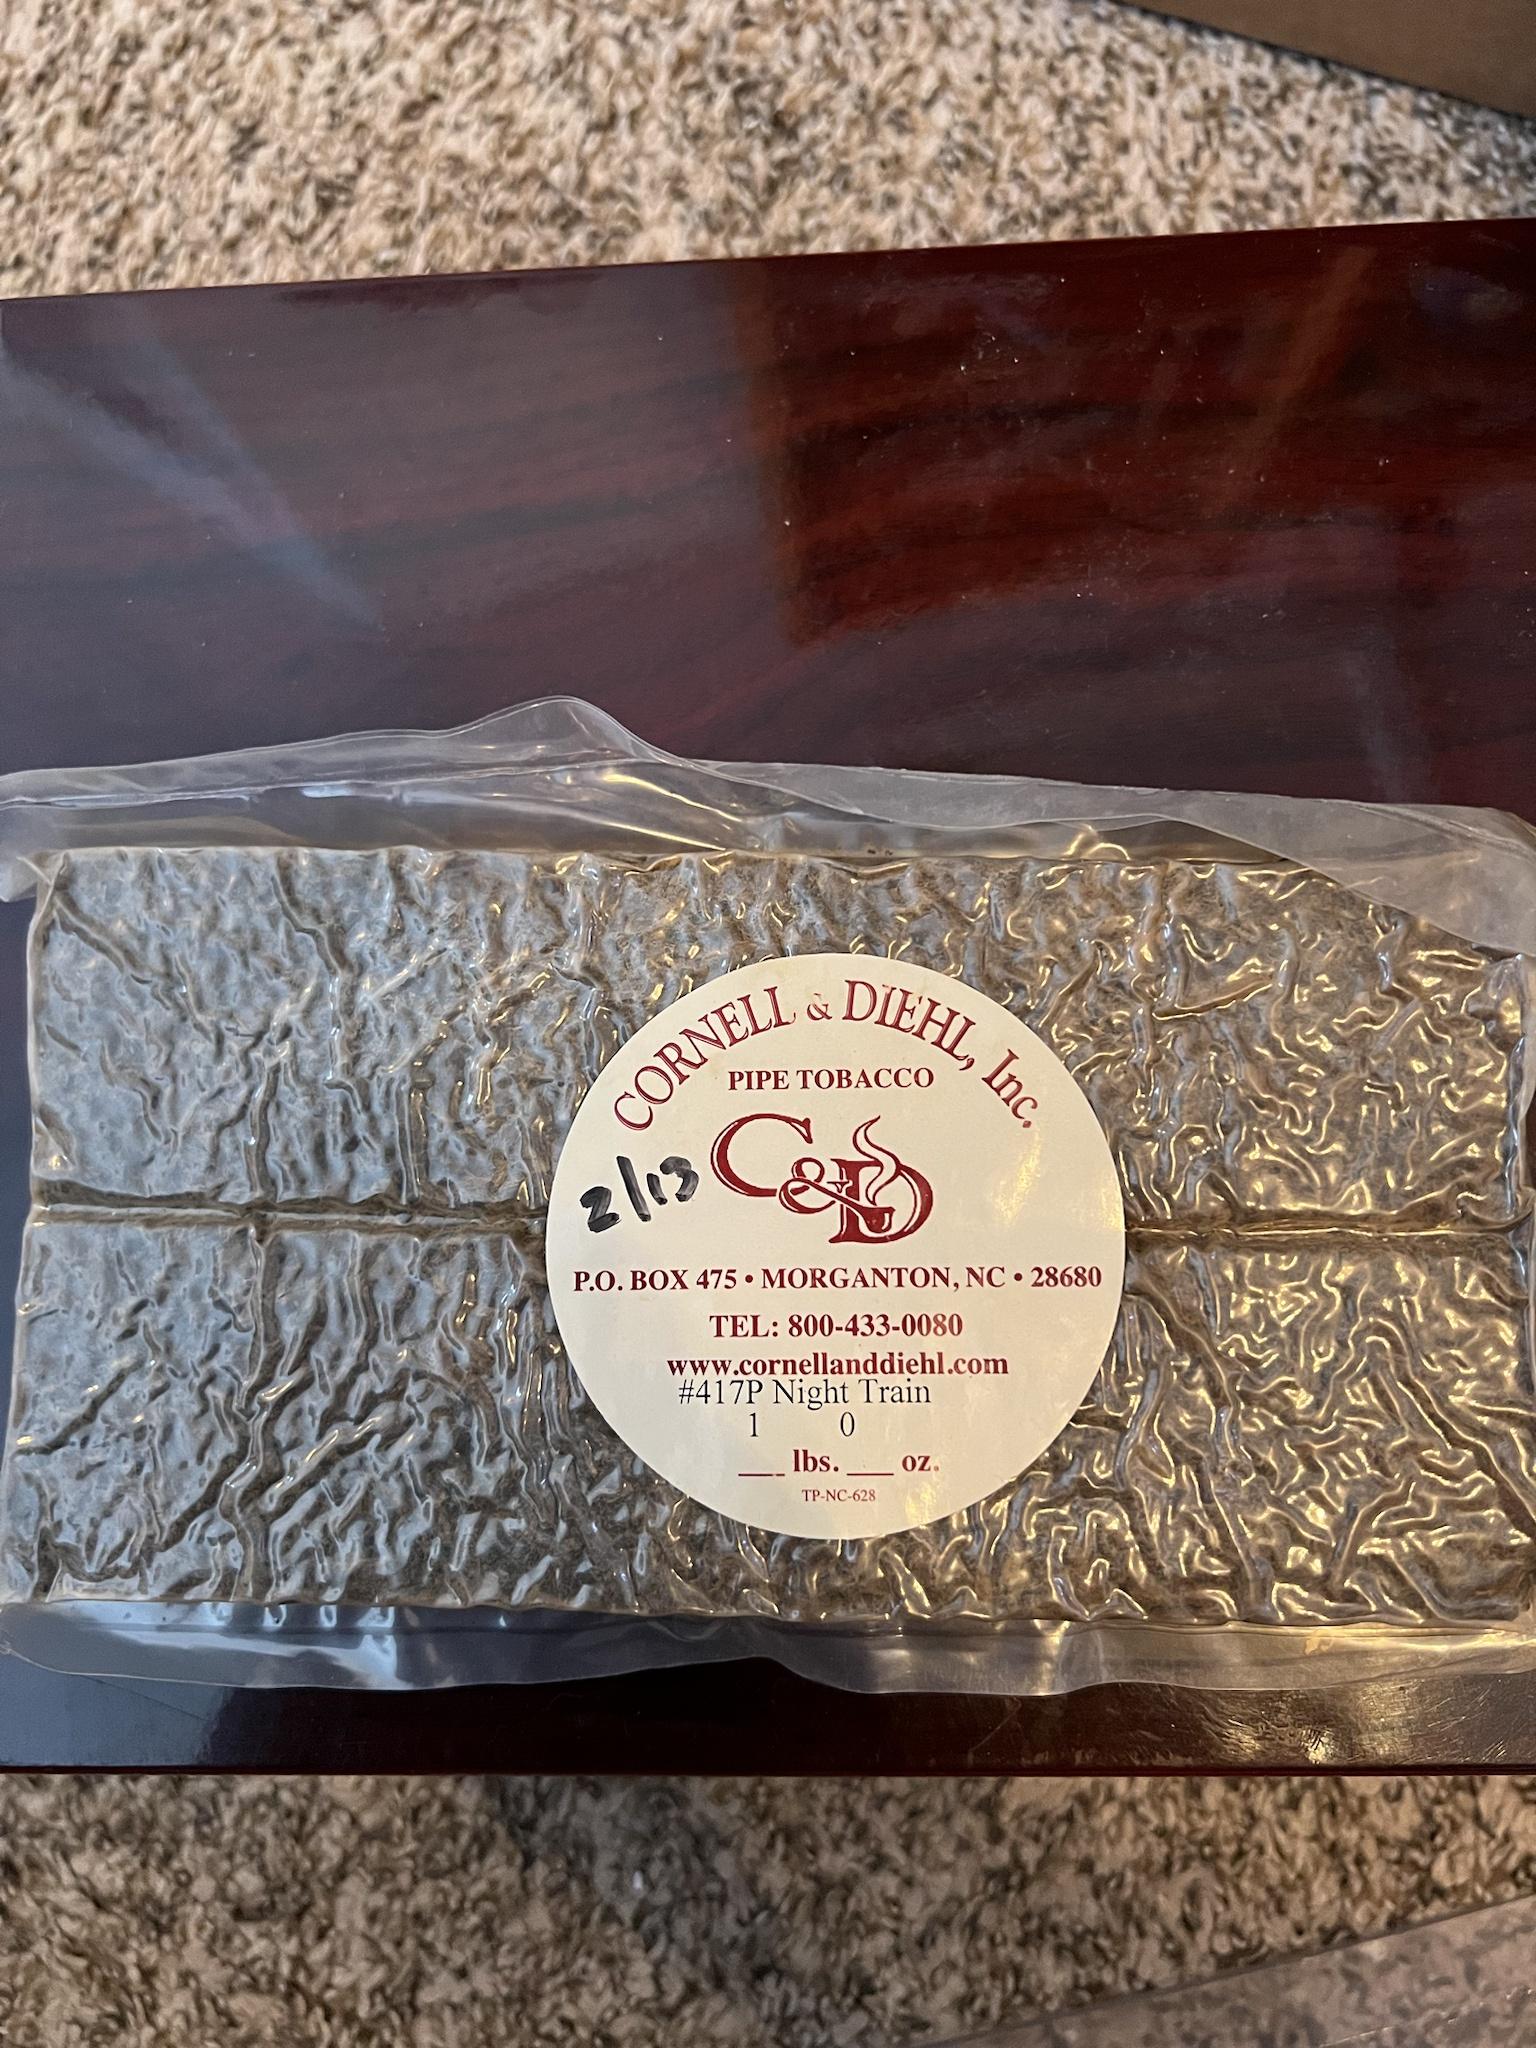 CORNELL & DIEHL, Inc.
PIPE TOBACCO
C&D
2/13
P.O. BOX 475 • MORGANTON, NC • 28680
TEL: 800-433-0080
www.cornellanddiehl.com
#417P Night Train
1 0
___ lbs. ___ oz.
TP-NC-628